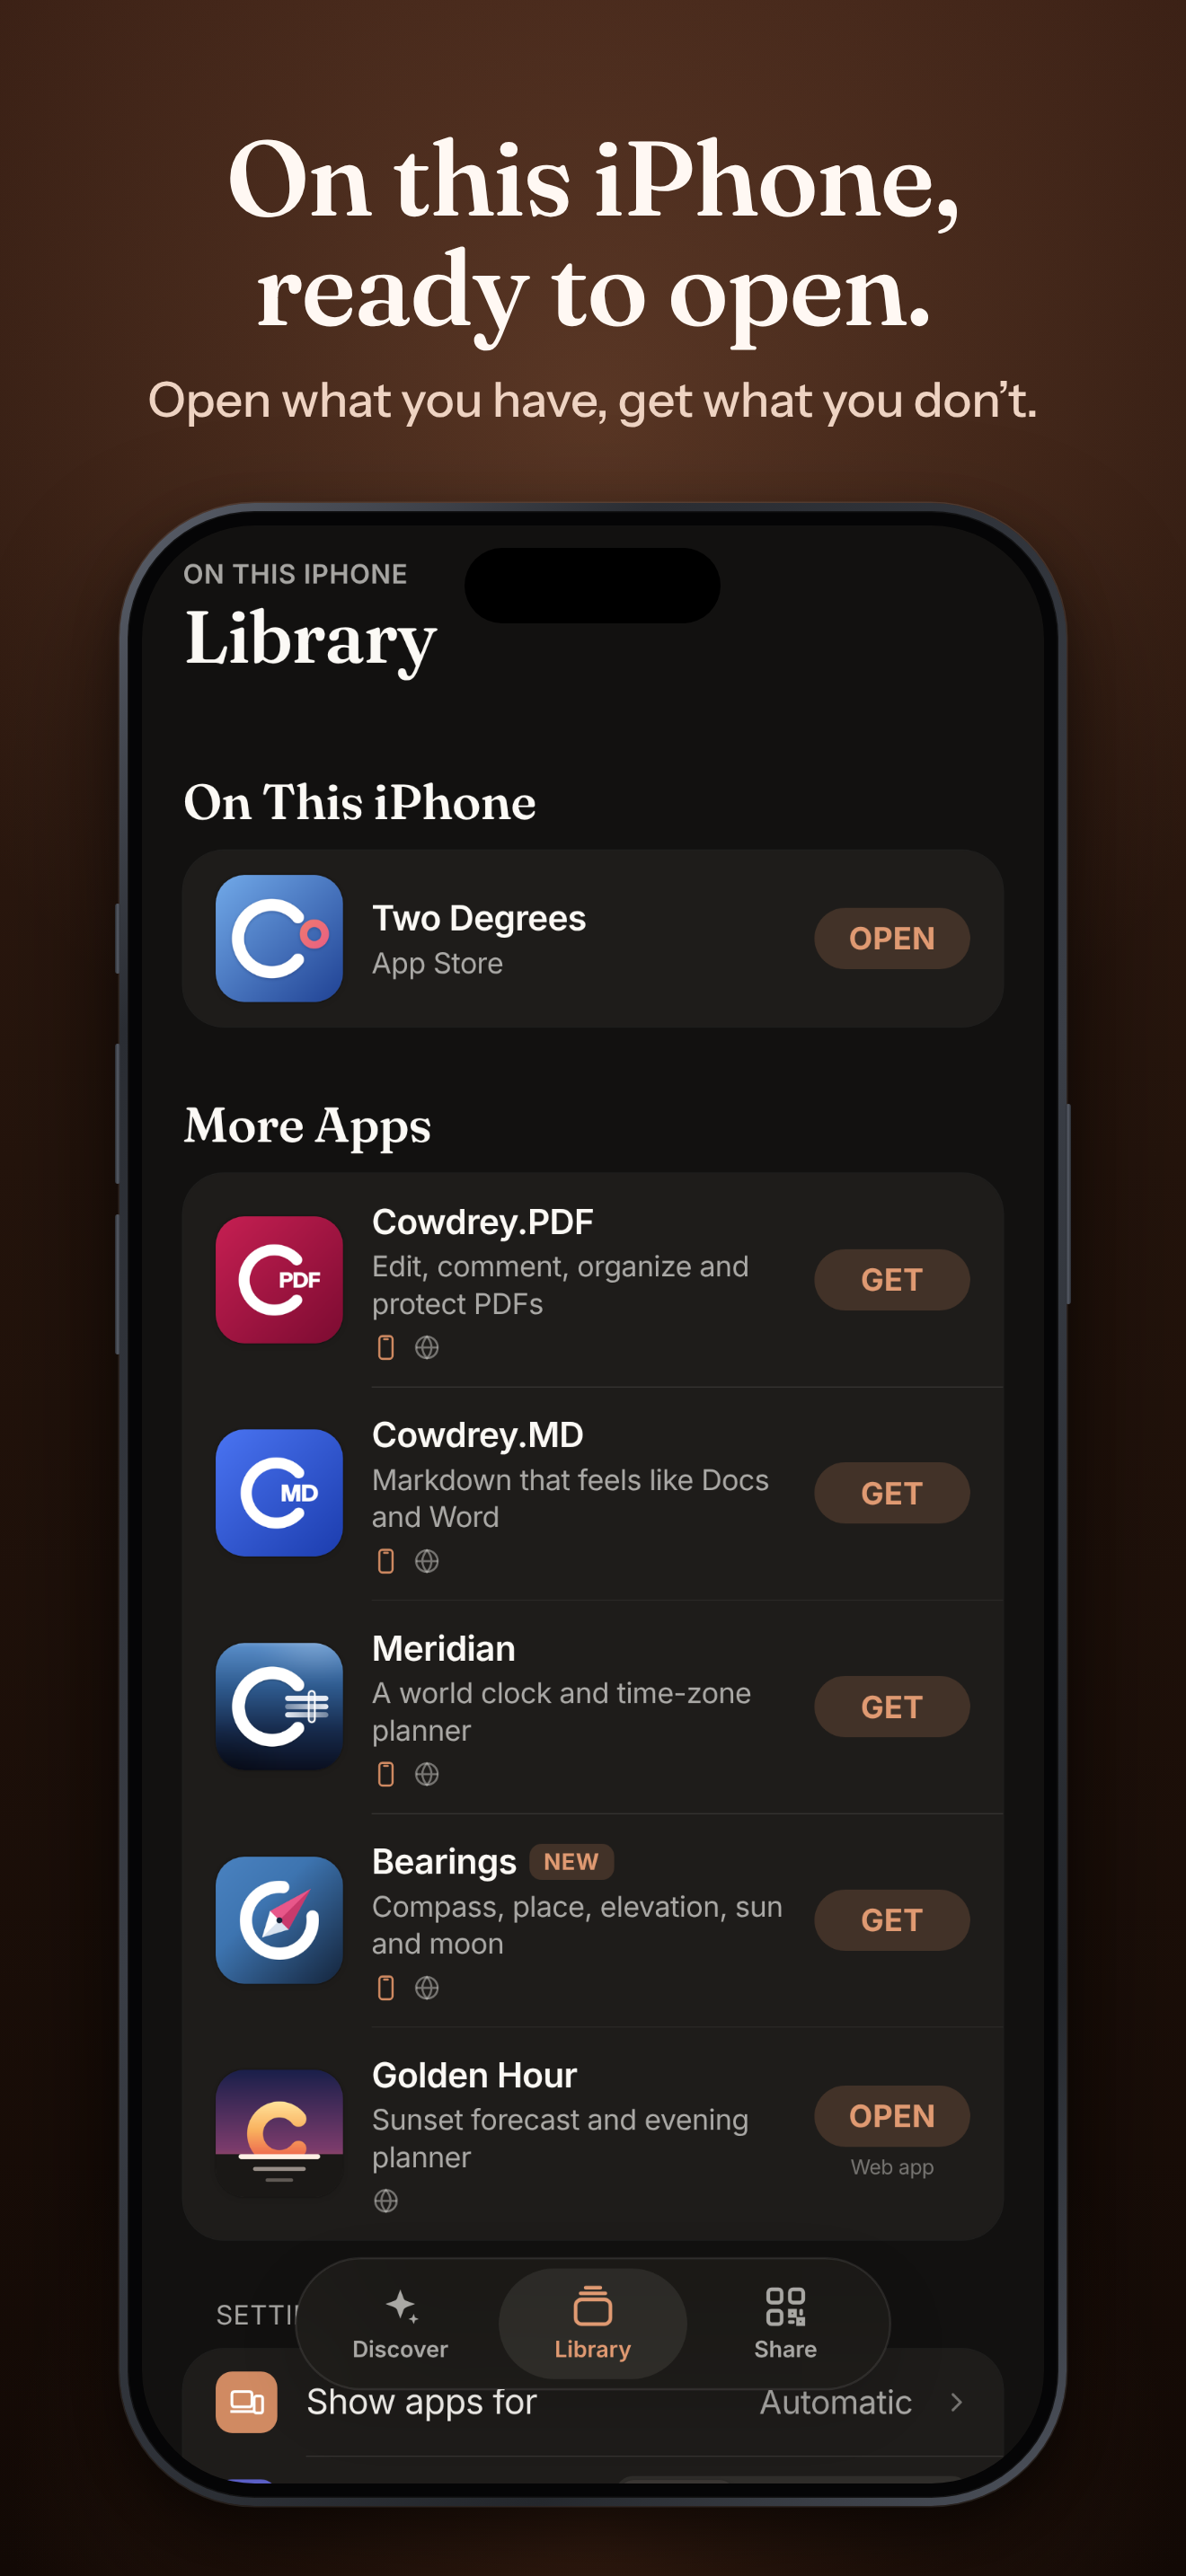 On this iPhone,
ready to open.
Open what you have, get what you don’t.
ON THIS IPHONE
Library
On This iPhone
Two Degrees
App Store
OPEN
More Apps
PDF
Cowdrey.PDF
Edit, comment, organize and
protect PDFs
GET
MD
Cowdrey.MD
Markdown that feels like Docs
and Word
GET
Meridian
A world clock and time-zone
planner
GET
Bearings NEW
Compass, place, elevation, sun
and moon
GET
Golden Hour
Sunset forecast and evening
planner
OPEN
Web app
Discover
Library
Share
Show apps for
Automatic